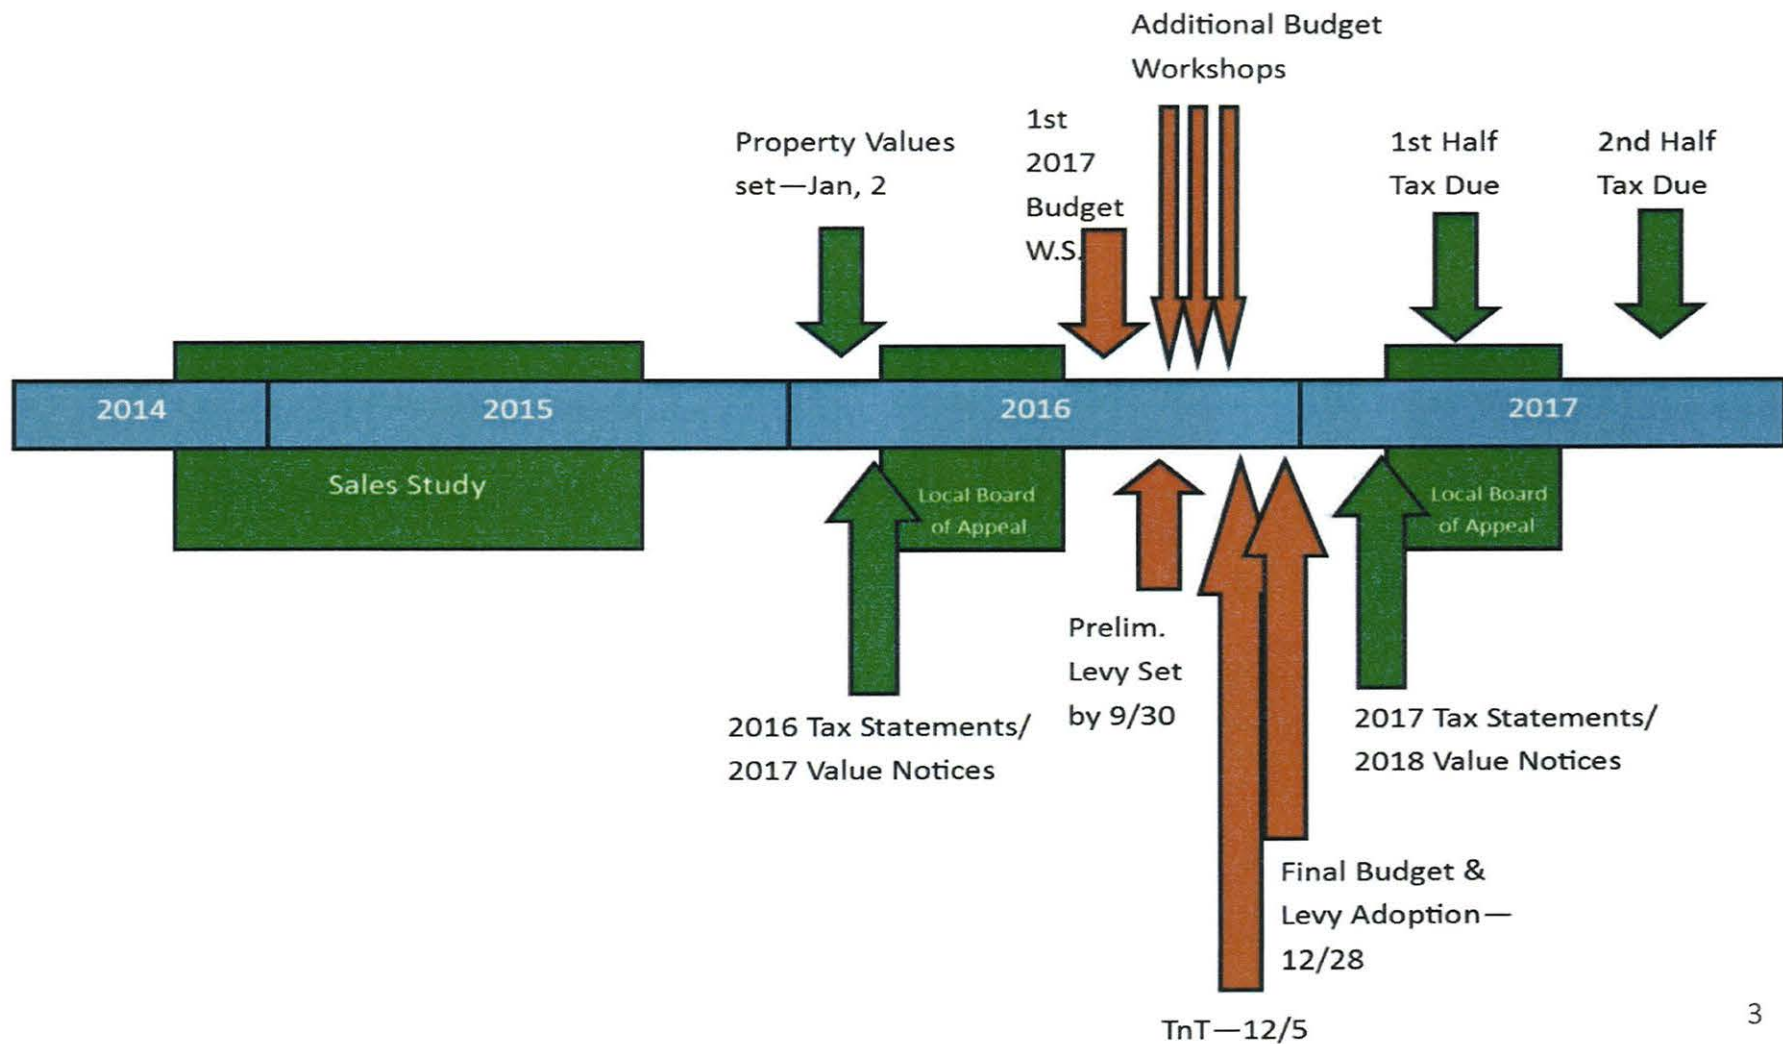 Additional Budget
Workshops
1st
2017
Budget
W.S.
Property Values
set—Jan, 2
1st Half
Tax Due
2nd Half
Tax Due
2014
2015
2016
2017
Sales Study
Local Board
of Appeal
Local Board
of Appeal
Prelim.
Levy Set
by 9/30
2016 Tax Statements/
2017 Value Notices
2017 Tax Statements/
2018 Value Notices
Final Budget &
Levy Adoption—
12/28
TnT—12/5
3